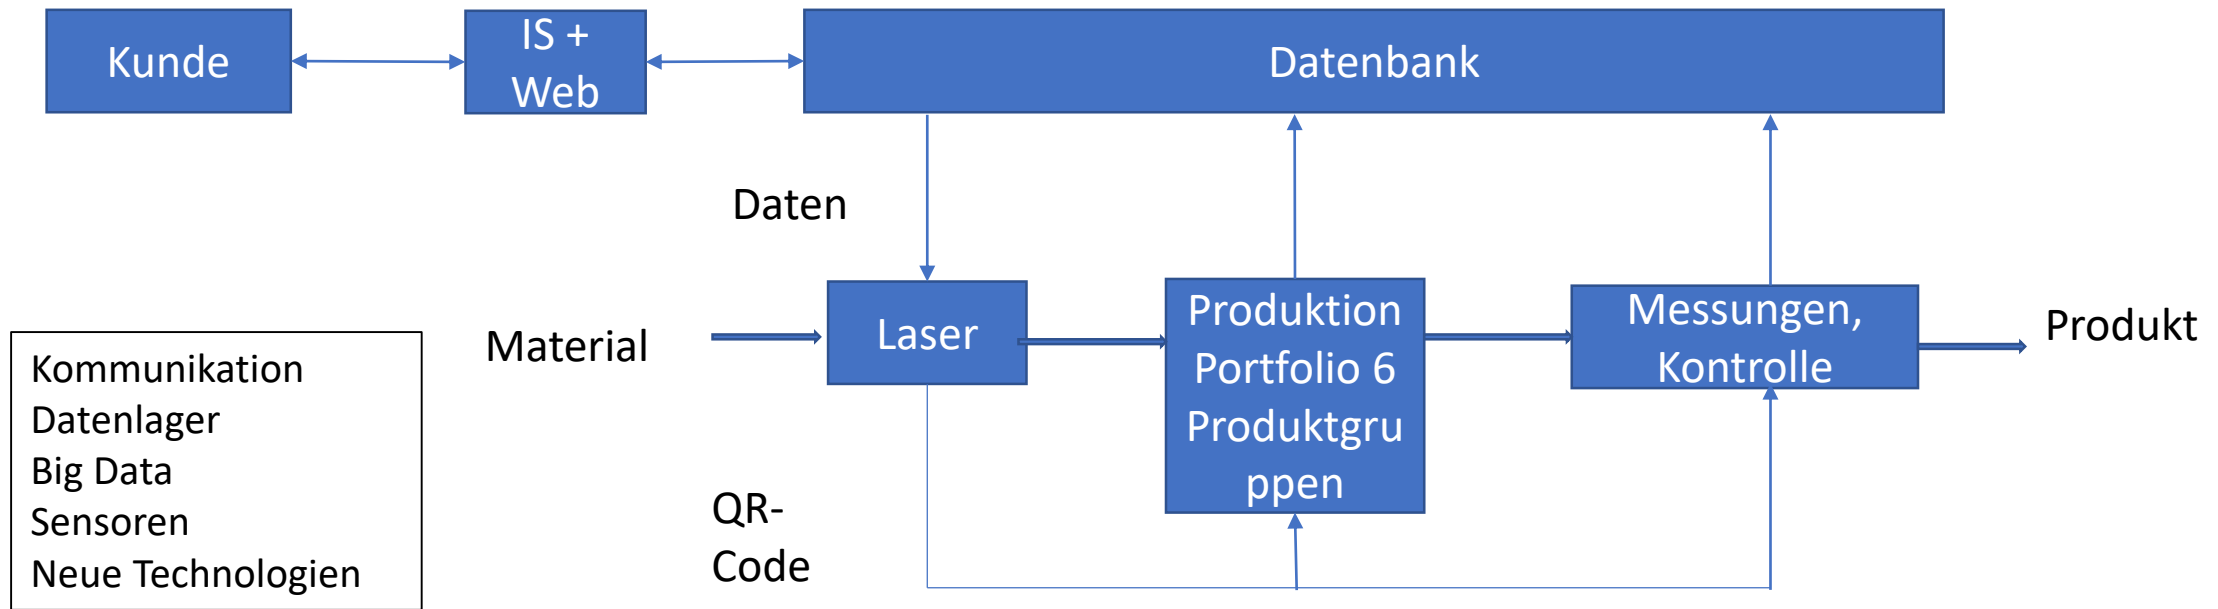 Kunde
IS +
Web
Datenbank
Daten
Material
Laser
Produktion
Portfolio 6
Produktgru
ppen
Messungen,
Kontrolle
Produkt
QR-
Code
Kommunikation
Datenlager
Big Data
Sensoren
Neue Technologien